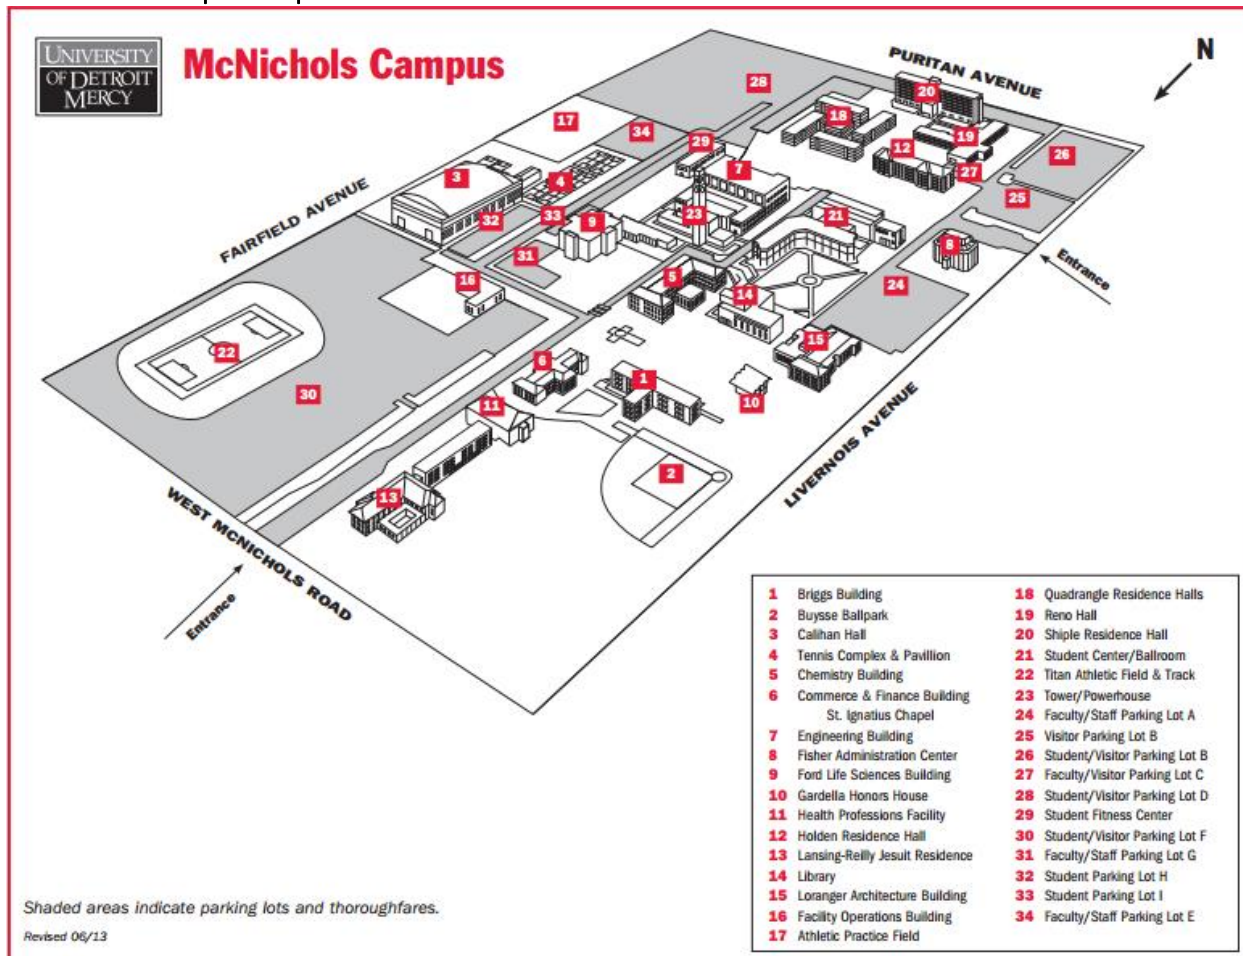 UNIVERSITY
OF DETROIT
MERCY
McNichols Campus
N
PURITAN AVENUE
FAIRFIELD AVENUE
WEST MCNICHOLS ROAD
LIVERNOIS AVENUE
Entrance
Entrance
28
20
17
34
18
19
29
12
26
3
4
7
27
25
32
33
9
23
21
8
31
5
24
16
14
22
6
15
30
1
11
10
2
13
1 Briggs Building
2 Buysse Ballpark
3 Calihan Hall
4 Tennis Complex & Pavillion
5 Chemistry Building
6 Commerce & Finance Building
St. Ignatius Chapel
7 Engineering Building
8 Fisher Administration Center
9 Ford Life Sciences Building
10 Gardella Honors House
11 Health Professions Facility
12 Holden Residence Hall
13 Lansing-Reilly Jesuit Residence
14 Library
15 Loranger Architecture Building
16 Facility Operations Building
17 Athletic Practice Field
18 Quadrangle Residence Halls
19 Reno Hall
20 Shiple Residence Hall
21 Student Center/Ballroom
22 Titan Athletic Field & Track
23 Tower/Powerhouse
24 Faculty/Staff Parking Lot A
25 Visitor Parking Lot B
26 Student/Visitor Parking Lot B
27 Faculty/Visitor Parking Lot C
28 Student/Visitor Parking Lot D
29 Student Fitness Center
30 Student/Visitor Parking Lot F
31 Faculty/Staff Parking Lot G
32 Student Parking Lot H
33 Student Parking Lot I
34 Faculty/Staff Parking Lot E
Shaded areas indicate parking lots and thoroughfares.
Revised 06/13